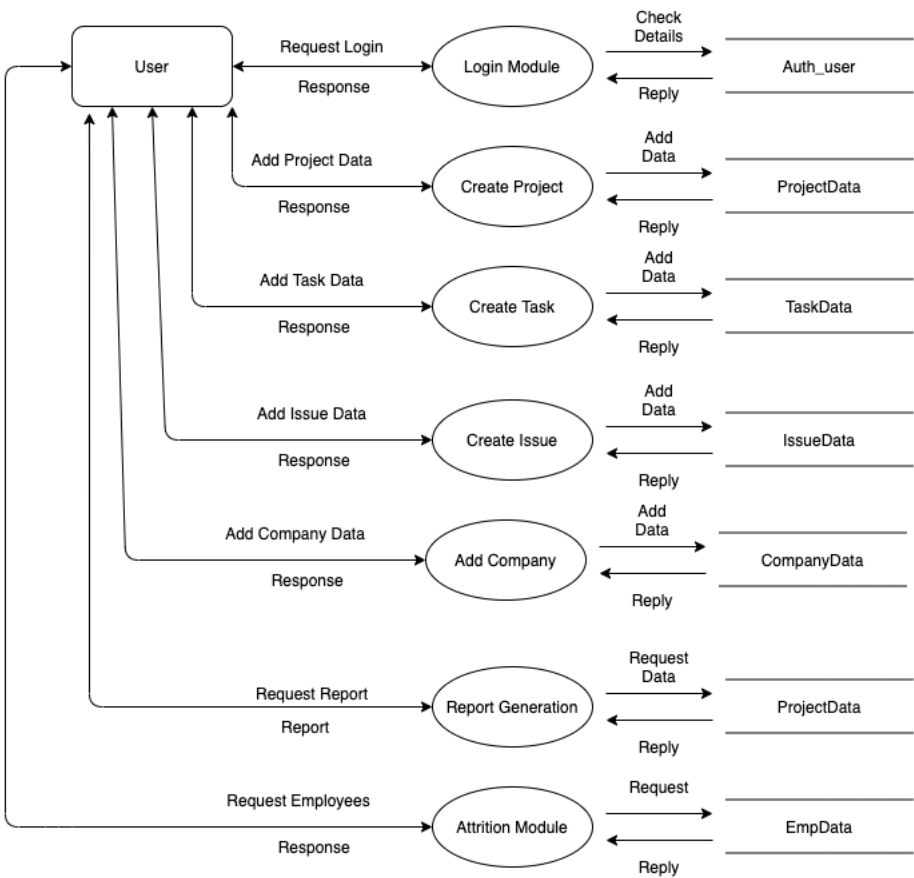 Check
Details
Request Login
User
Login Module
Auth_user
Response
Reply
Add
Data
Add Project Data
Create Project
ProjectData
Response
Reply
Add
Data
Add Task Data
Create Task
TaskData
Response
Reply
Add
Data
Add Issue Data
Create Issue
IssueData
Response
Reply
Add
Data
Add Company Data
Add Company
CompanyData
Response
Reply
Request
Data
Request Report
Report Generation
ProjectData
Report
Reply
Request
Request Employees
Attrition Module
EmpData
Response
Reply